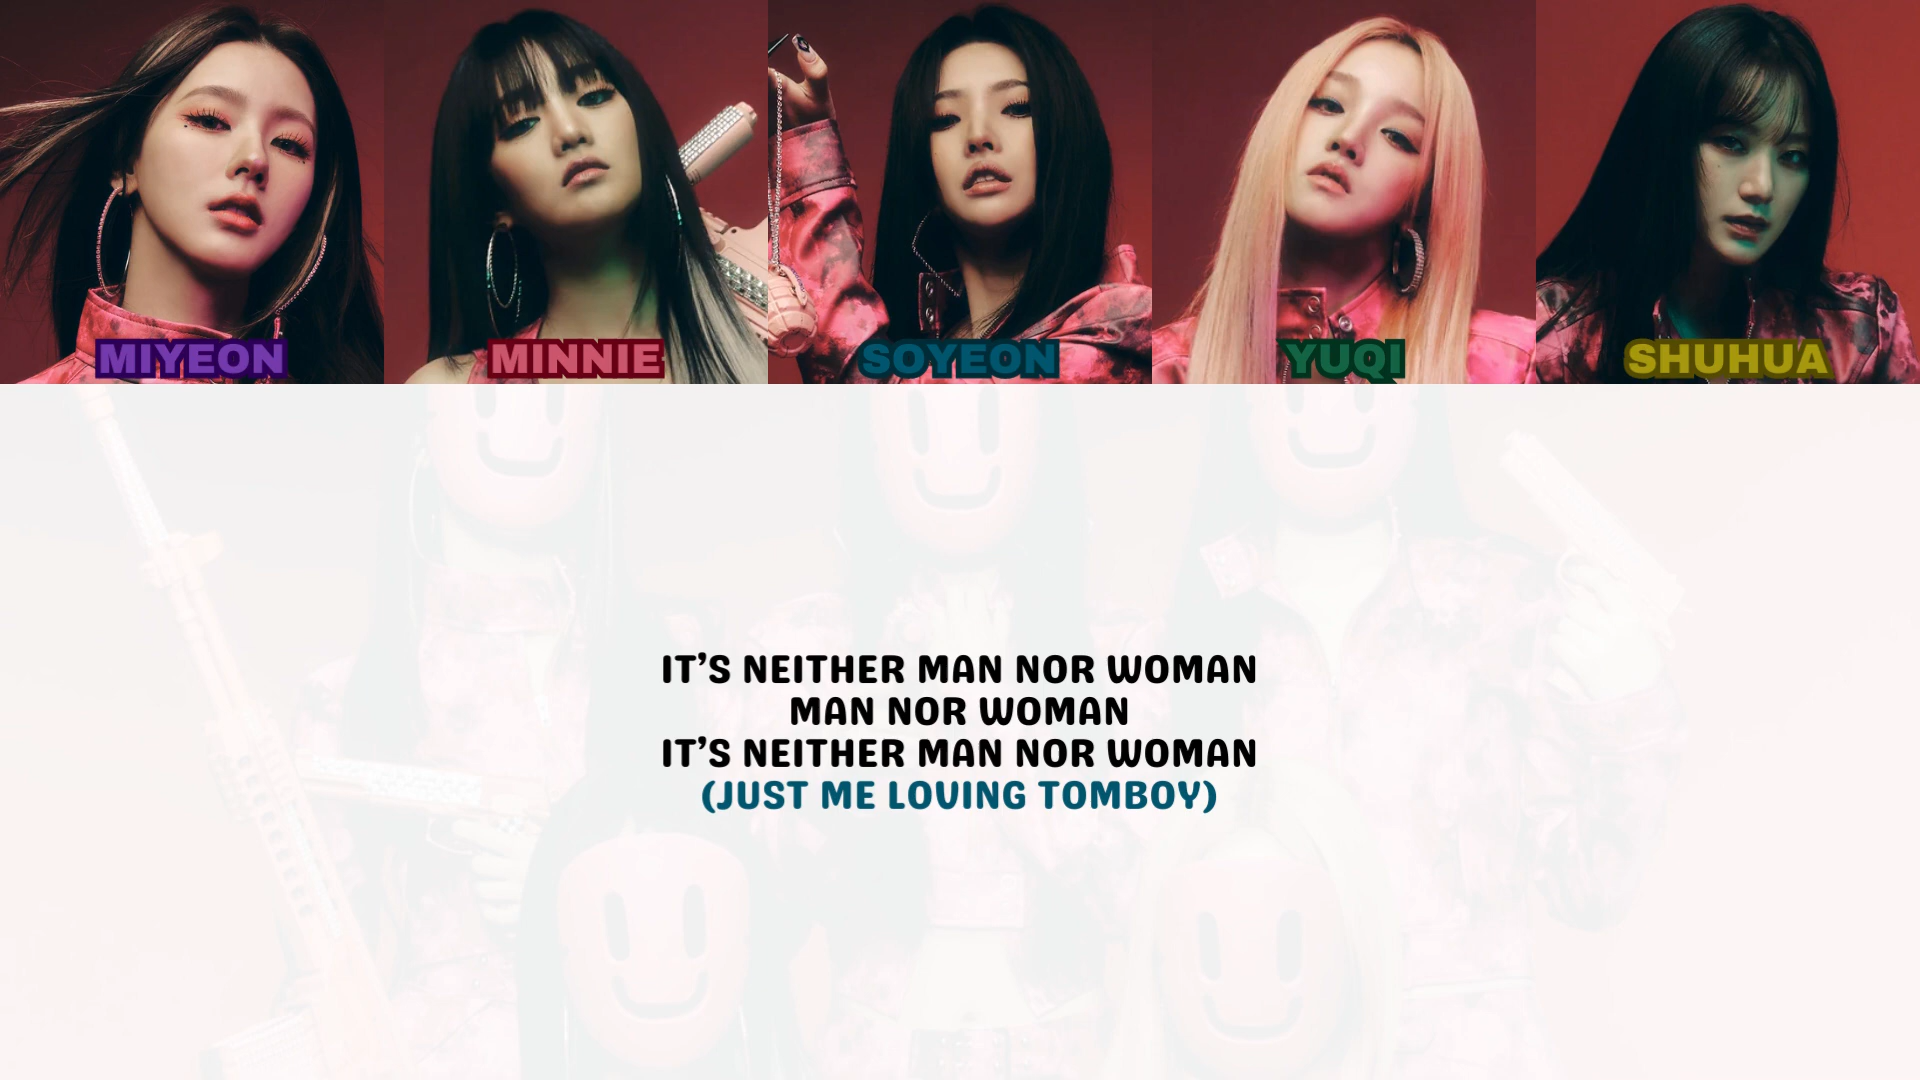 MIYEON
MINNIE
SOYEON
YUQI
SHUHUA
IT'S NEITHER MAN NOR WOMAN
MAN NOR WOMAN
IT'S NEITHER MAN NOR WOMAN
(JUST ME LOVING TOMBOY)